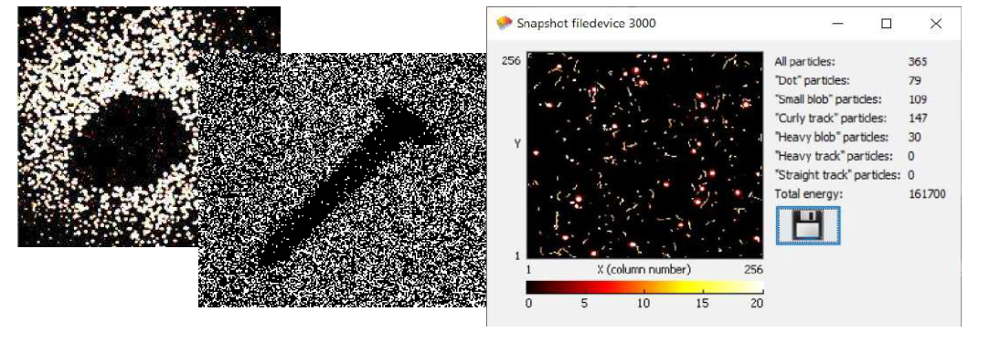 Snapshot filedevice 3000
256
Y
1
1 X (column number) 256
0 5 10 15 20
All particles: 365
"Dot" particles: 79
"Small blob" particles: 109
"Curly track" particles: 147
"Heavy blob" particles: 30
"Heavy track" particles: 0
"Straight track" particles: 0
Total energy: 161700